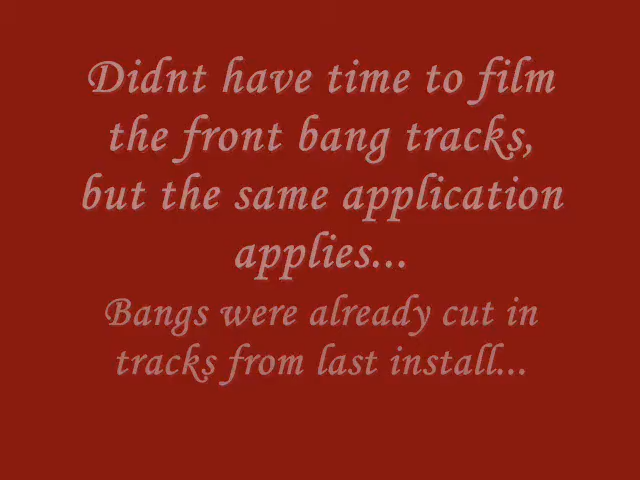 Didnt have time to film
the front bang tracks,
but the same application
applies...
Bangs were already cut in
tracks from last install...